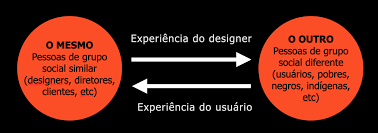 O MESMO
Pessoas de grupo
social similar
(designers, diretores,
clientes, etc)
Experiência do designer
Experiência do usuário
O OUTRO
Pessoas de grupo
social diferente
(usuários, pobres,
negros, indígenas,
etc)